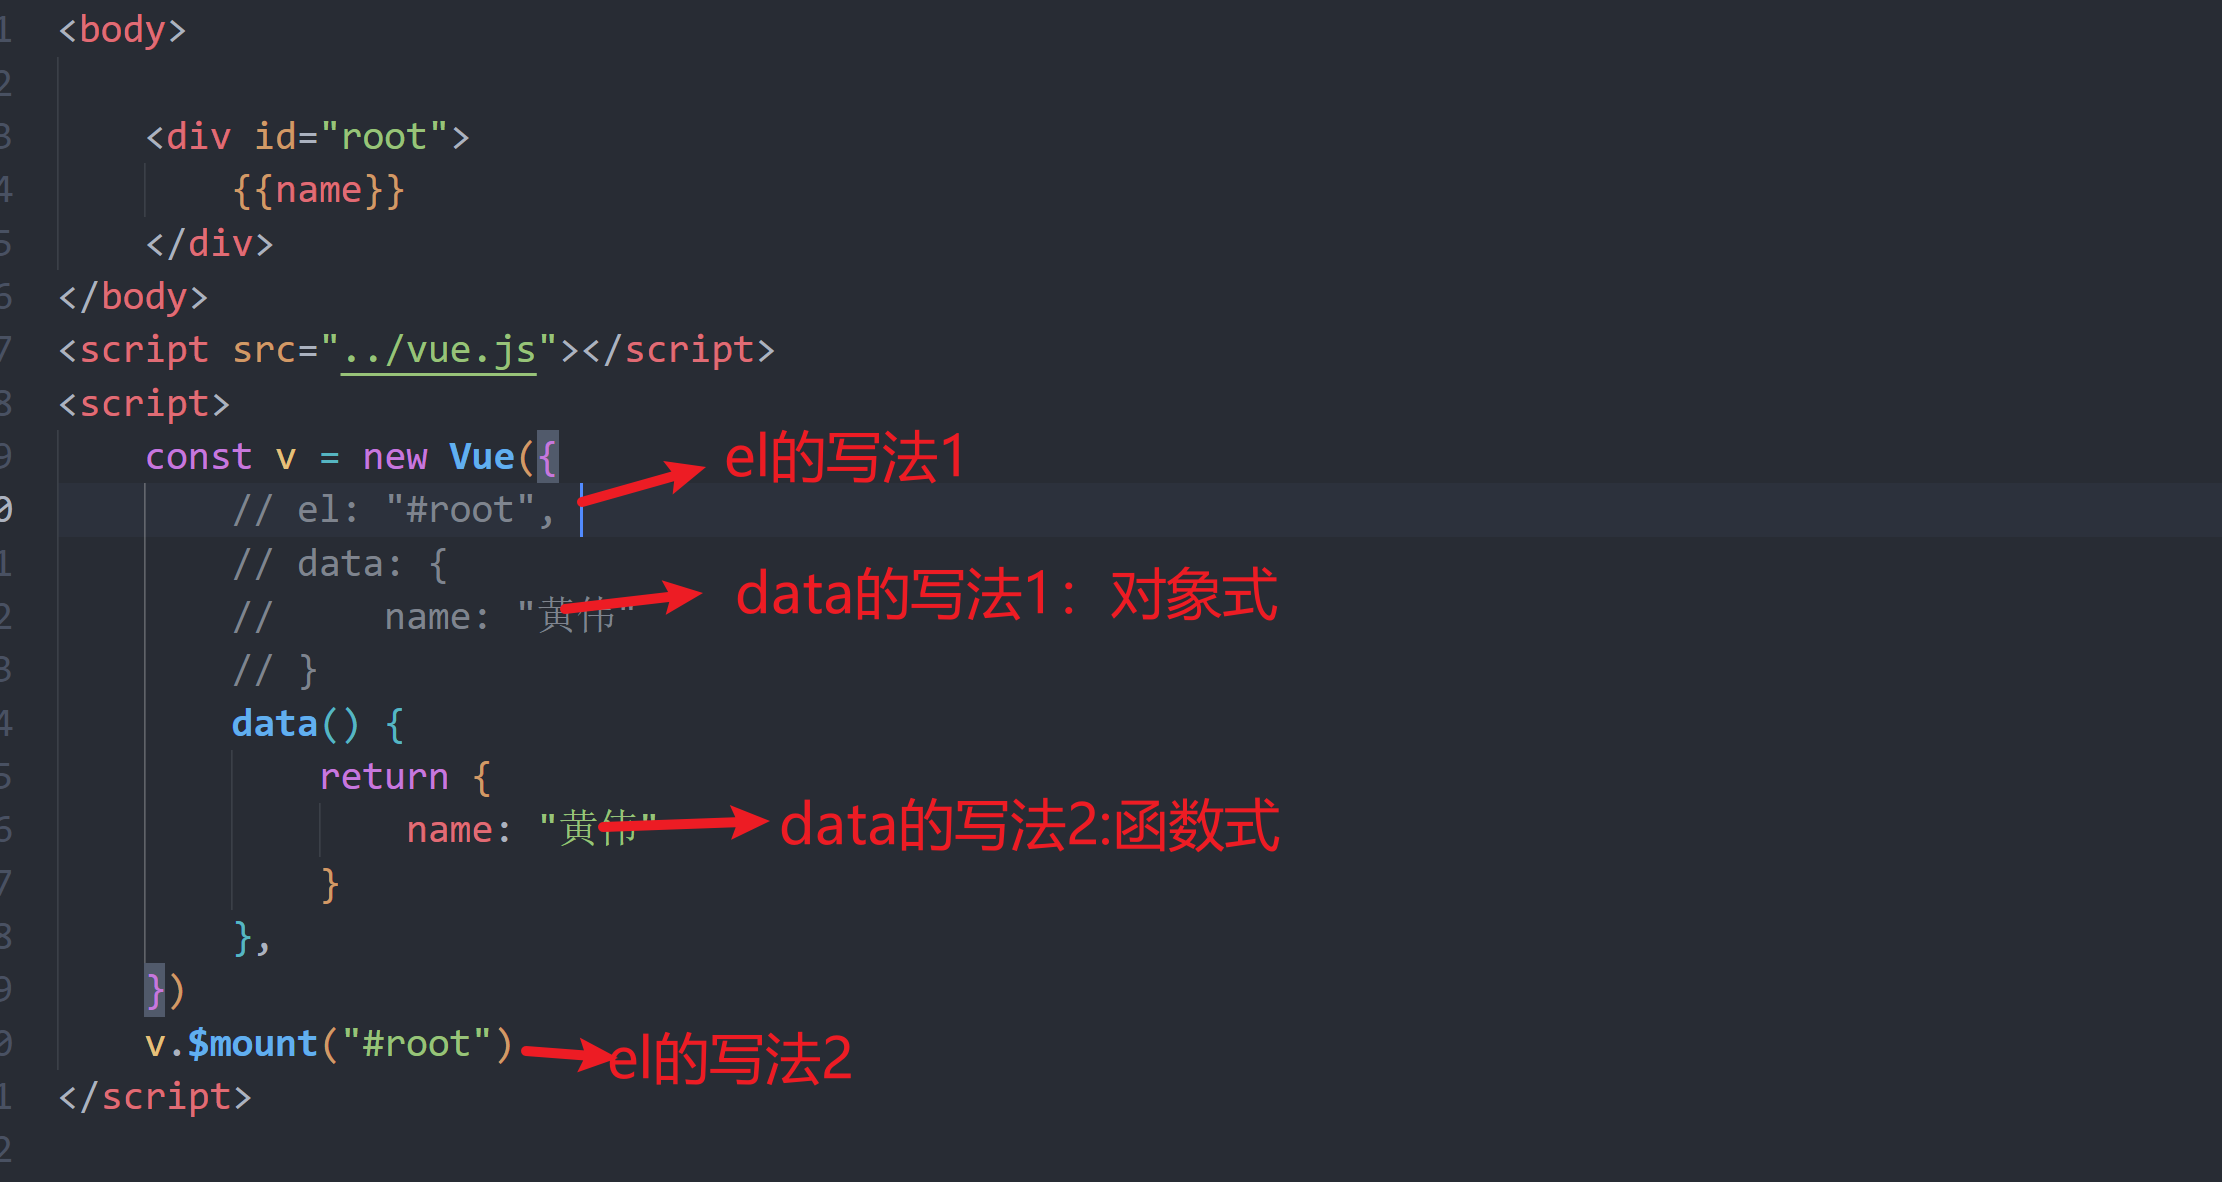 1 <body>
2
3 <div id="root">
4 {{name}}
5 </div>
6 </body>
7 <script src="../vue.js"></script>
8 <script>
9 const v = new Vue({
el的写法1
0 // el: "#root",
1 // data: {
data的写法1：对象式
2 // name: "黄伟"
3 // }
4 data() {
5 return {
6 name: "黄伟"
data的写法2:函数式
7 }
8 },
9 })
0 v.$mount("#root")
el的写法2
1 </script>
2